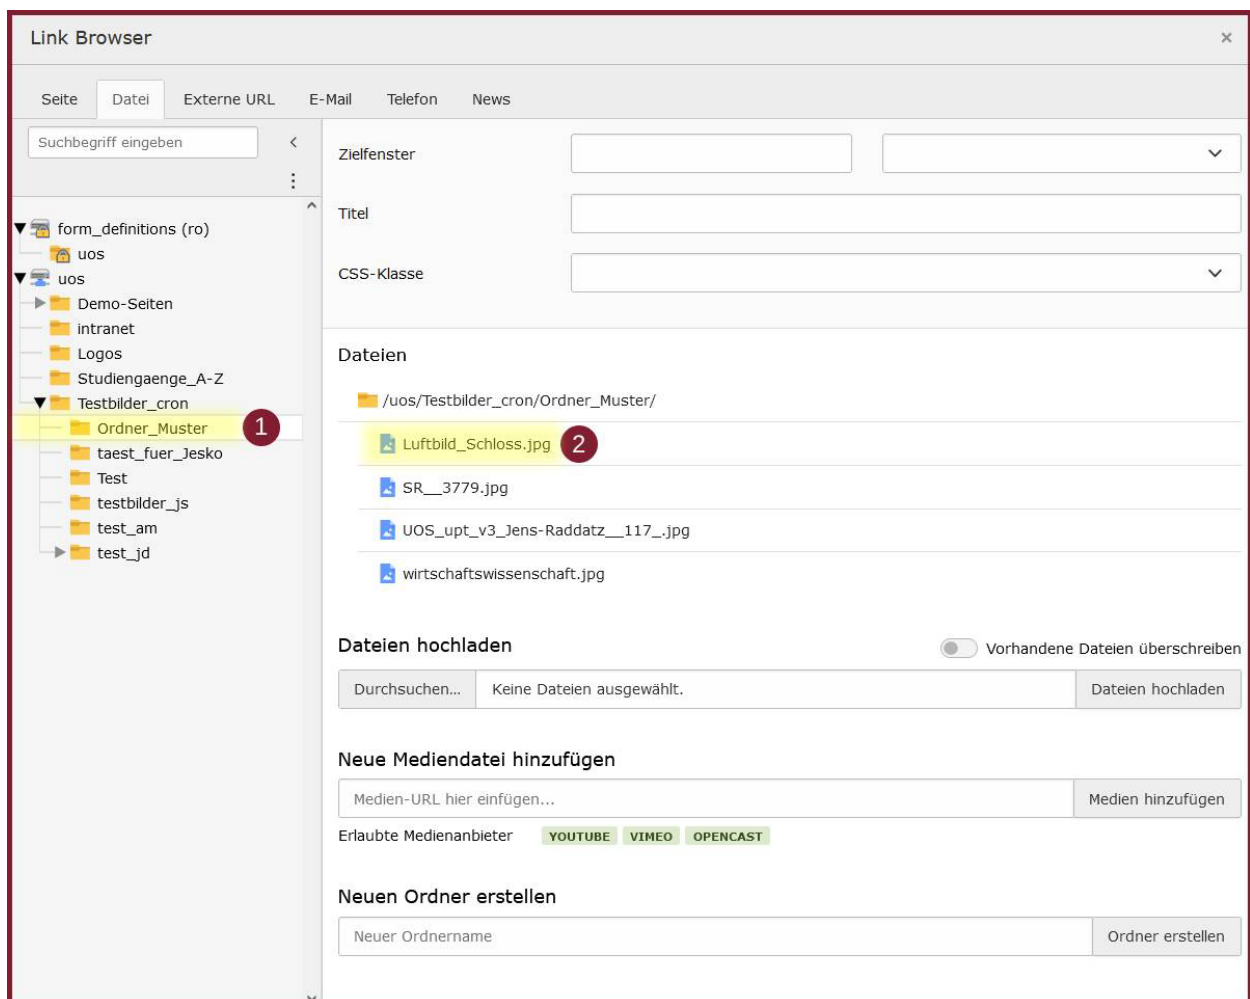 Link Browser
×
Seite Datei Externe URL E-Mail Telefon News
Suchbegriff eingeben
form_definitions (ro)
uos
uos
Demo-Seiten
intranet
Logos
Studiengaenge_A-Z
Testbilder_cron
Ordner_Muster 1
taest_fuer_Jesko
Test
testbilder_js
test_am
test_jd
Zielfenster
Titel
CSS-Klasse
Dateien
/uos/Testbilder_cron/Ordner_Muster/
Luftbild_Schloss.jpg 2
SR__3779.jpg
UOS_upt_v3_Jens-Raddatz__117_.jpg
wirtschaftswissenschaft.jpg
Dateien hochladen Vorhandene Dateien überschreiben
Durchsuchen... Keine Dateien ausgewählt. Dateien hochladen
Neue Mediendatei hinzufügen
Medien-URL hier einfügen... Medien hinzufügen
Erlaubte Medienanbieter YOUTUBE VIMEO OPENCAST
Neuen Ordner erstellen
Neuer Ordnername Ordner erstellen